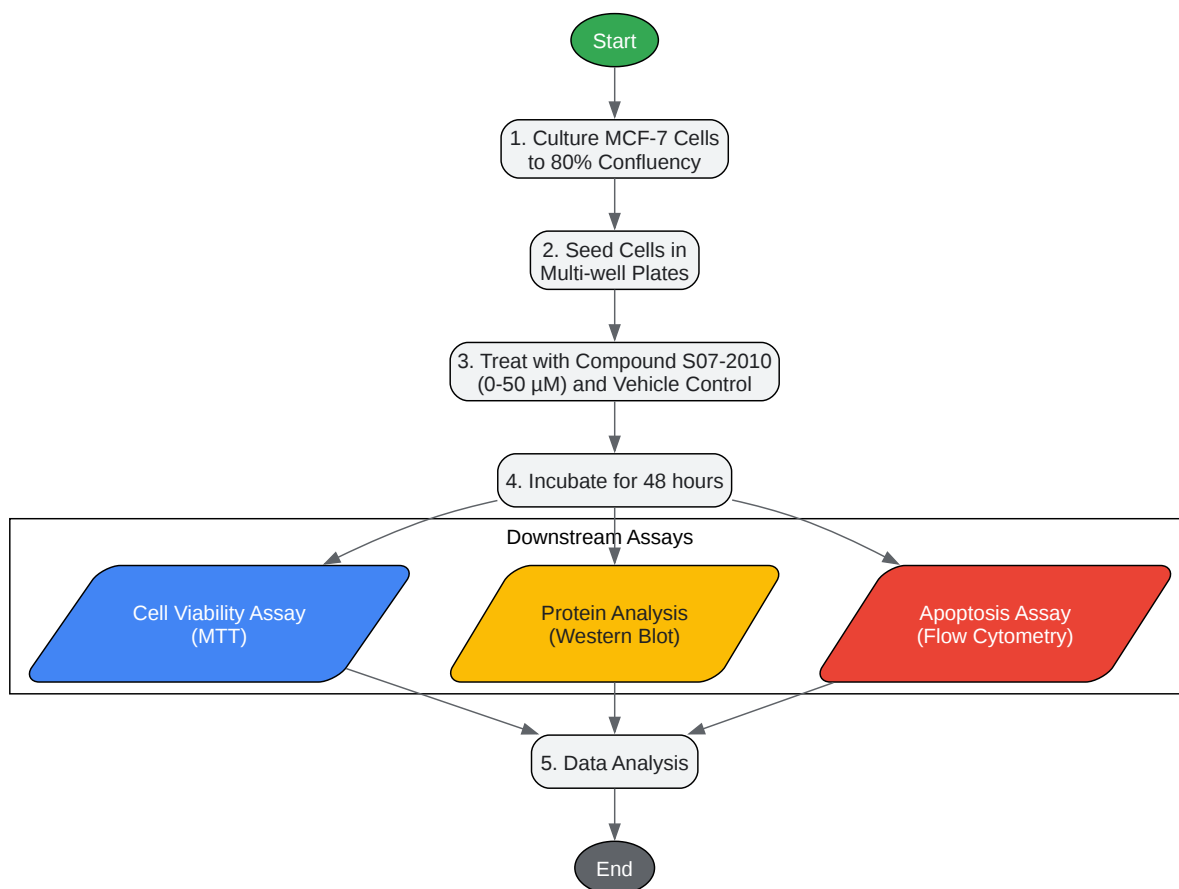 Start
1. Culture MCF-7 Cells
to 80% Confluency
2. Seed Cells in
Multi-well Plates
3. Treat with Compound S07-2010
(0-50 µM) and Vehicle Control
4. Incubate for 48 hours
Downstream Assays
Cell Viability Assay
(MTT)
Protein Analysis
(Western Blot)
Apoptosis Assay
(Flow Cytometry)
5. Data Analysis
End